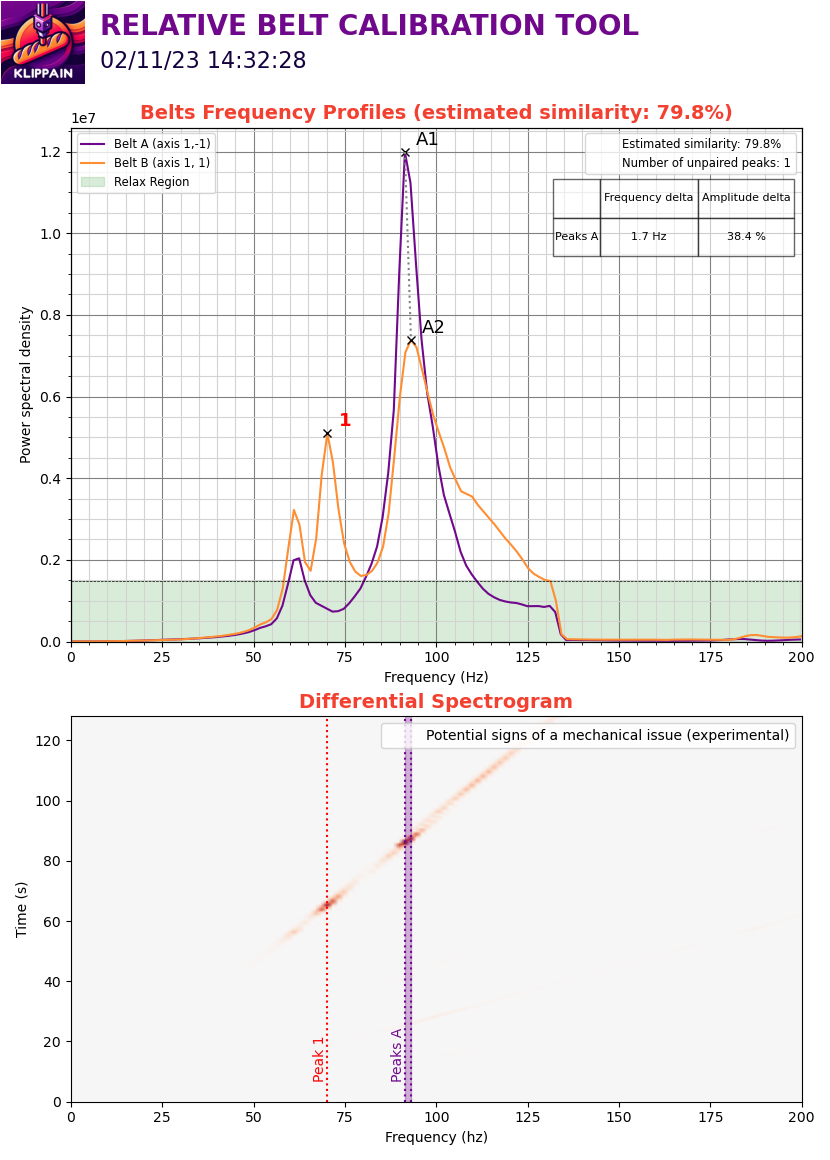 KLIPPAIN
RELATIVE BELT CALIBRATION TOOL
02/11/23 14:32:28
Belts Frequency Profiles (estimated similarity: 79.8%)
1e7
Belt A (axis 1,-1)
Belt B (axis 1, 1)
Relax Region
A1
Estimated similarity: 79.8%
Number of unpaired peaks: 1
Frequency delta Amplitude delta
Peaks A 1.7 Hz 38.4 %
A2
1
Power spectral density
1.2
1.0
0.8
0.6
0.4
0.2
0.0
0 25 50 75 100 125 150 175 200
Frequency (Hz)
Differential Spectrogram
Potential signs of a mechanical issue (experimental)
Time (s)
120
100
80
60
40
20
0
Peak 1
Peaks A
0 25 50 75 100 125 150 175 200
Frequency (hz)